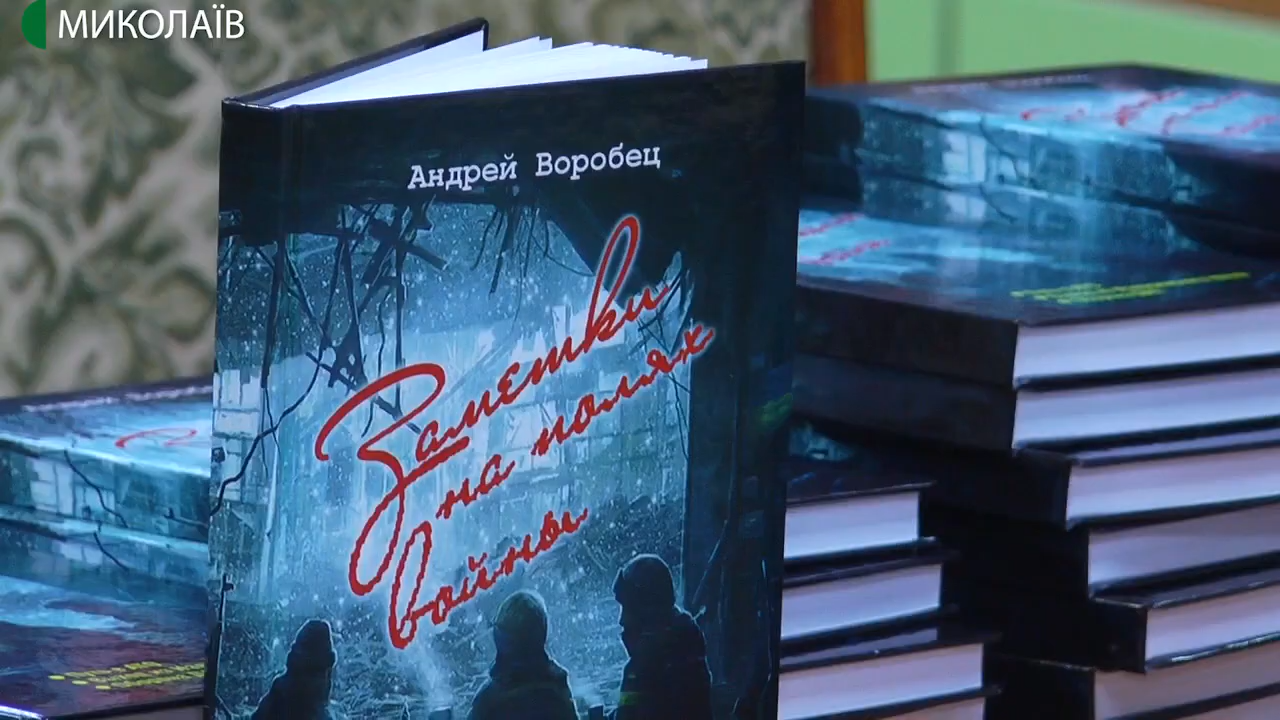 МИКОЛАЇВ
Андрей Воробец
Заметки
на полях
войны